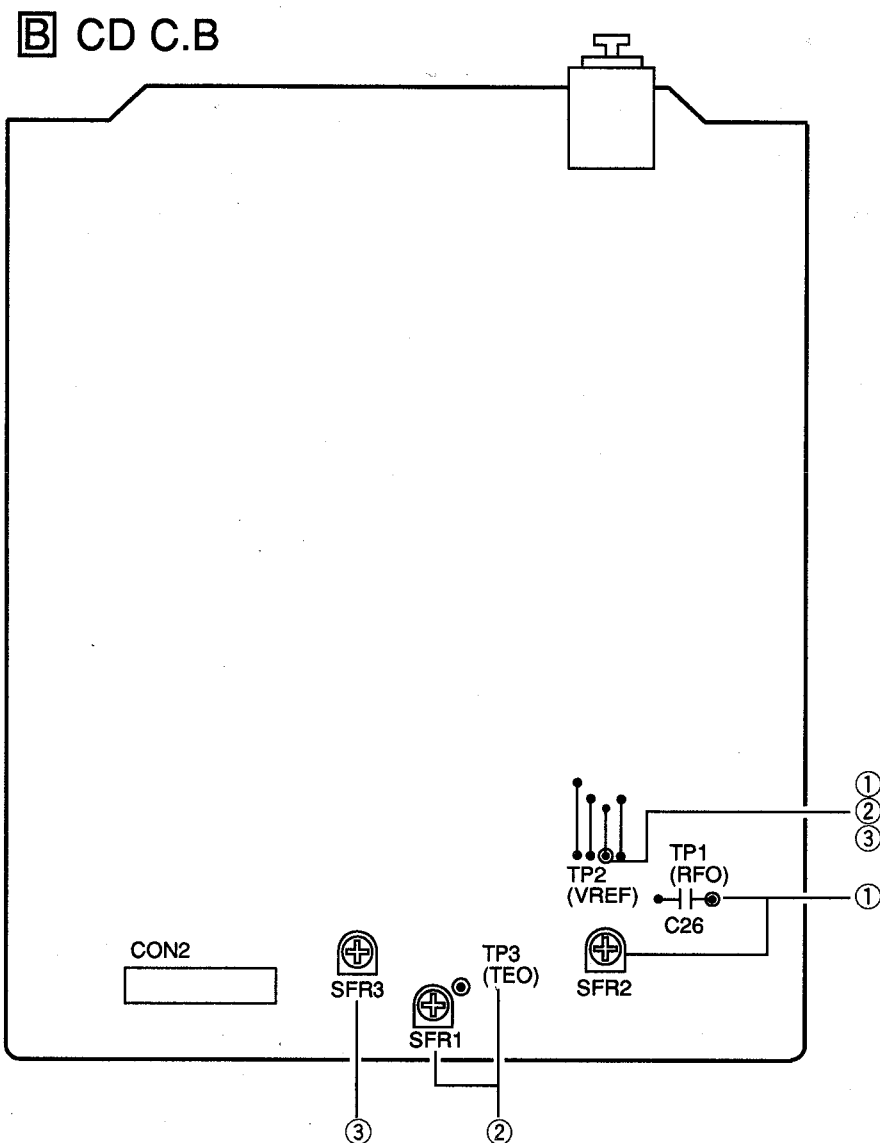 B CD C.B
①
②
③
TP1
(RFO)
TP2
(VREF)
①
C26
CON2
TP3
(TEO)
SFR3
SFR2
SFR1
③
②